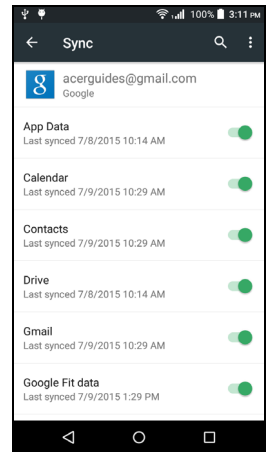 100% 3:11 PM
Sync
8 acerguides@gmail.com
Google
App Data
Last synced 7/8/2015 10:14 AM
Calendar
Last synced 7/9/2015 10:29 AM
Contacts
Last synced 7/9/2015 10:29 AM
Drive
Last synced 7/8/2015 10:14 AM
Gmail
Last synced 7/9/2015 10:29 AM
Google Fit data
Last synced 7/9/2015 1:29 PM